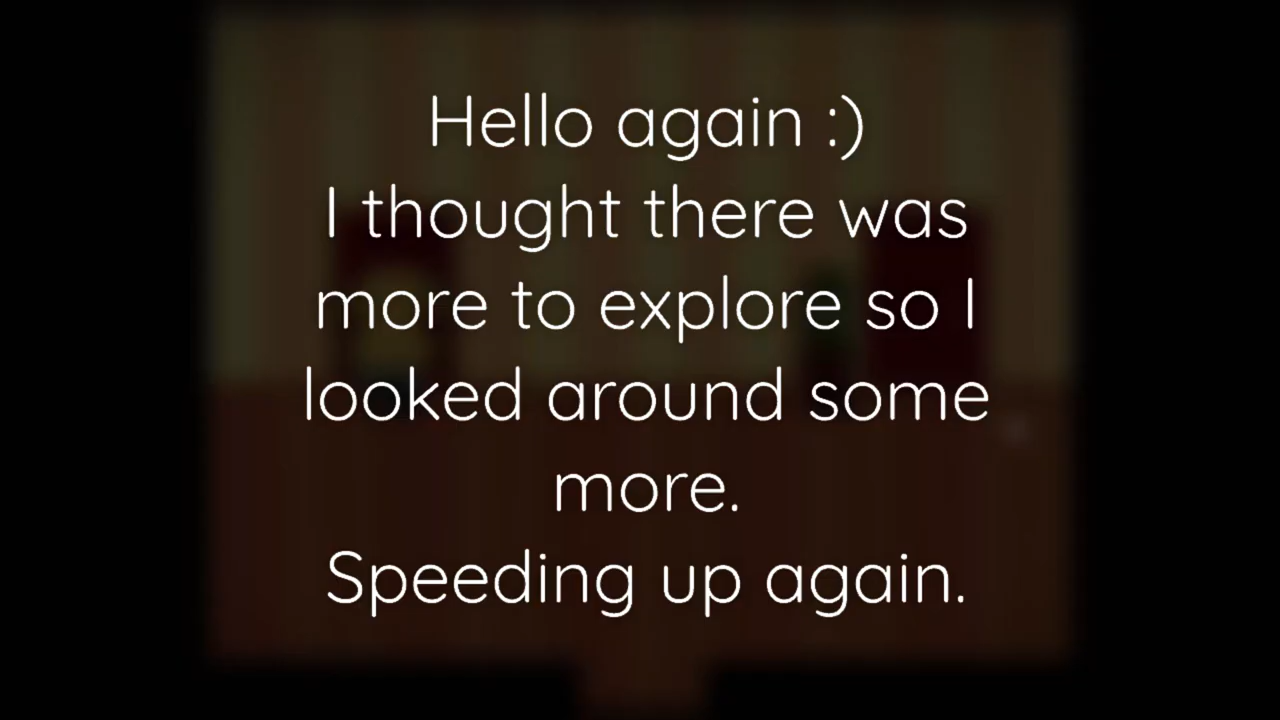 Hello again :)
I thought there was
more to explore so I
looked around some
more.
Speeding up again.